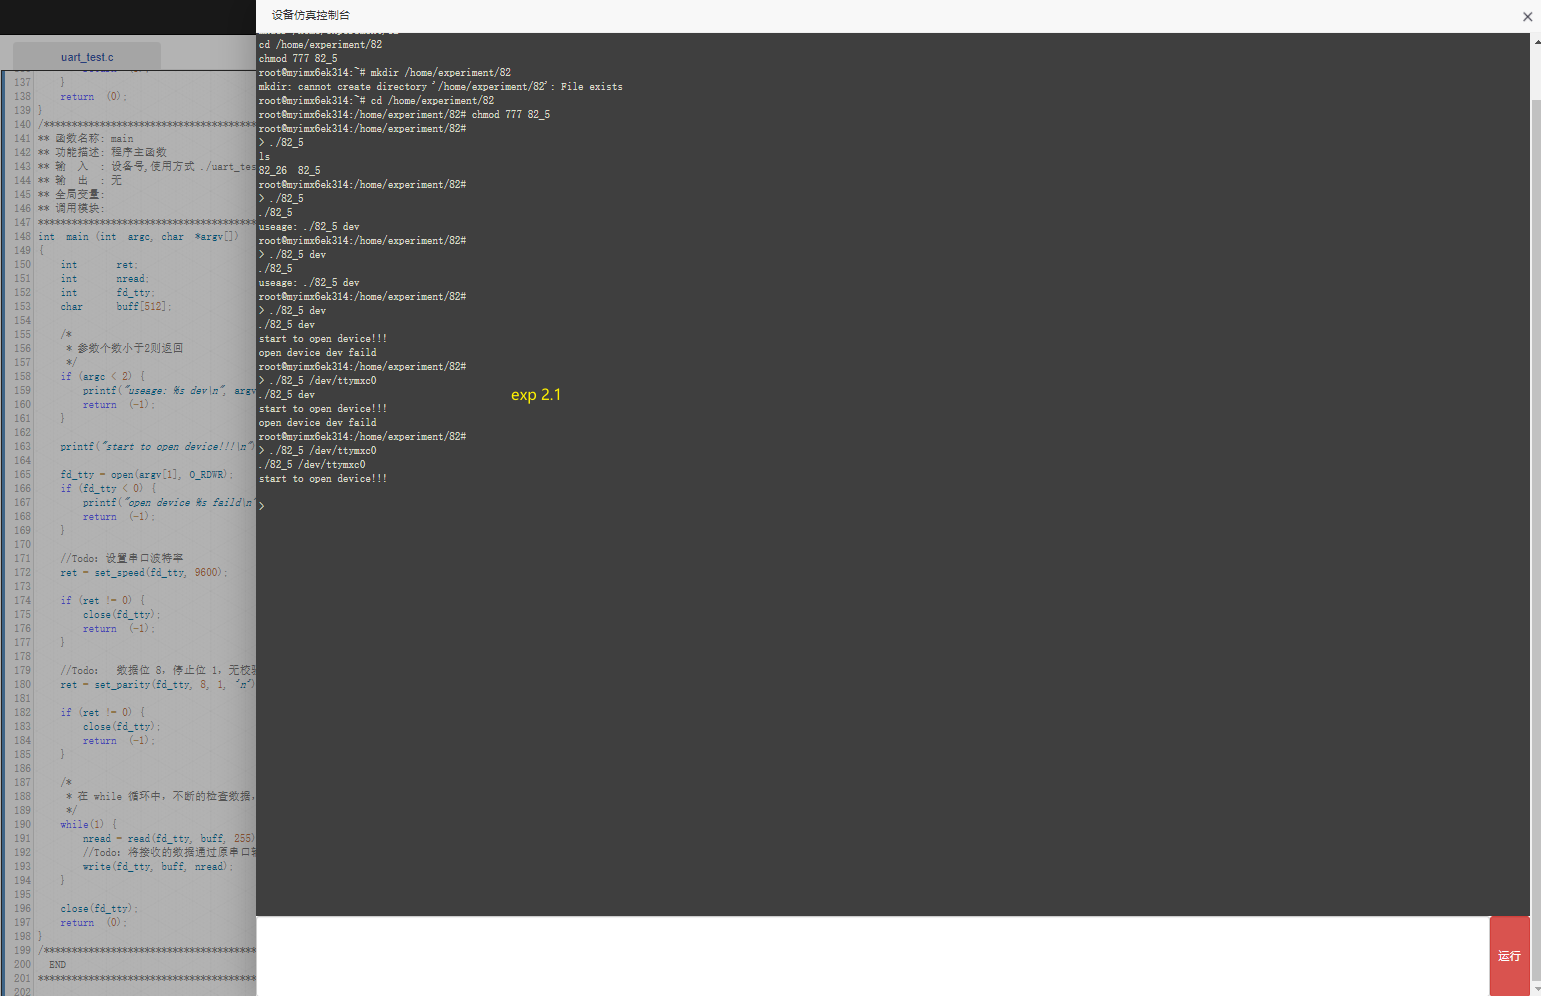 设备仿真控制台
uart_test.c
cd /home/experiment/82
chmod 777 82_5
root@myimx6ek314:~# mkdir /home/experiment/82
mkdir: cannot create directory '/home/experiment/82': File exists
root@myimx6ek314:~# cd /home/experiment/82
root@myimx6ek314:/home/experiment/82# chmod 777 82_5
root@myimx6ek314:/home/experiment/82#
> ./82_5
ls
82_26  82_5
root@myimx6ek314:/home/experiment/82#
> ./82_5
./82_5
useage: ./82_5 dev
root@myimx6ek314:/home/experiment/82#
> ./82_5 dev
./82_5
useage: ./82_5 dev
root@myimx6ek314:/home/experiment/82#
> ./82_5 dev
./82_5 dev
start to open device!!!
open device dev faild
root@myimx6ek314:/home/experiment/82#
> ./82_5 /dev/ttymxc0
./82_5 dev
start to open device!!!
open device dev faild
root@myimx6ek314:/home/experiment/82#
> ./82_5 /dev/ttymxc0
./82_5 /dev/ttymxc0
start to open device!!!
>
exp 2.1
运行
137     }
138     return  (0);
139 }
140 /**************************************
141 ** 函数名称: main
142 ** 功能描述: 程序主函数
143 ** 输  入  : 设备号,使用方式 ./uart_tes
144 ** 输  出  : 无
145 ** 全局变量:
146 ** 调用模块:
147 ***************************************
148 int  main (int  argc, char  *argv[])
149 {
150     int       ret;
151     int       nread;
152     int       fd_tty;
153     char      buff[512];
154
155     /*
156      * 参数个数小于2则返回
157      */
158     if (argc < 2) {
159         printf("useage: %s dev\n", argv
160         return  (-1);
161     }
162
163     printf("start to open device!!!\n")
164
165     fd_tty = open(argv[1], O_RDWR);
166     if (fd_tty < 0) {
167         printf("open device %s faild\n"
168         return  (-1);
169     }
170
171     //Todo: 设置串口波特率
172     ret = set_speed(fd_tty, 9600);
173
174     if (ret != 0) {
175         close(fd_tty);
176         return  (-1);
177     }
178
179     //Todo:   数据位 8, 停止位 1, 无校验
180     ret = set_parity(fd_tty, 8, 1, 'n')
181
182     if (ret != 0) {
183         close(fd_tty);
184         return  (-1);
185     }
186
187     /*
188      * 在 while 循环中, 不断的检查数据,
189      */
190     while(1) {
191         nread = read(fd_tty, buff, 255)
192         //Todo: 将接收的数据通过原串口
193         write(fd_tty, buff, nread);
194     }
195
196     close(fd_tty);
197     return  (0);
198 }
199 /**************************************
200   END
201 ***************************************
202